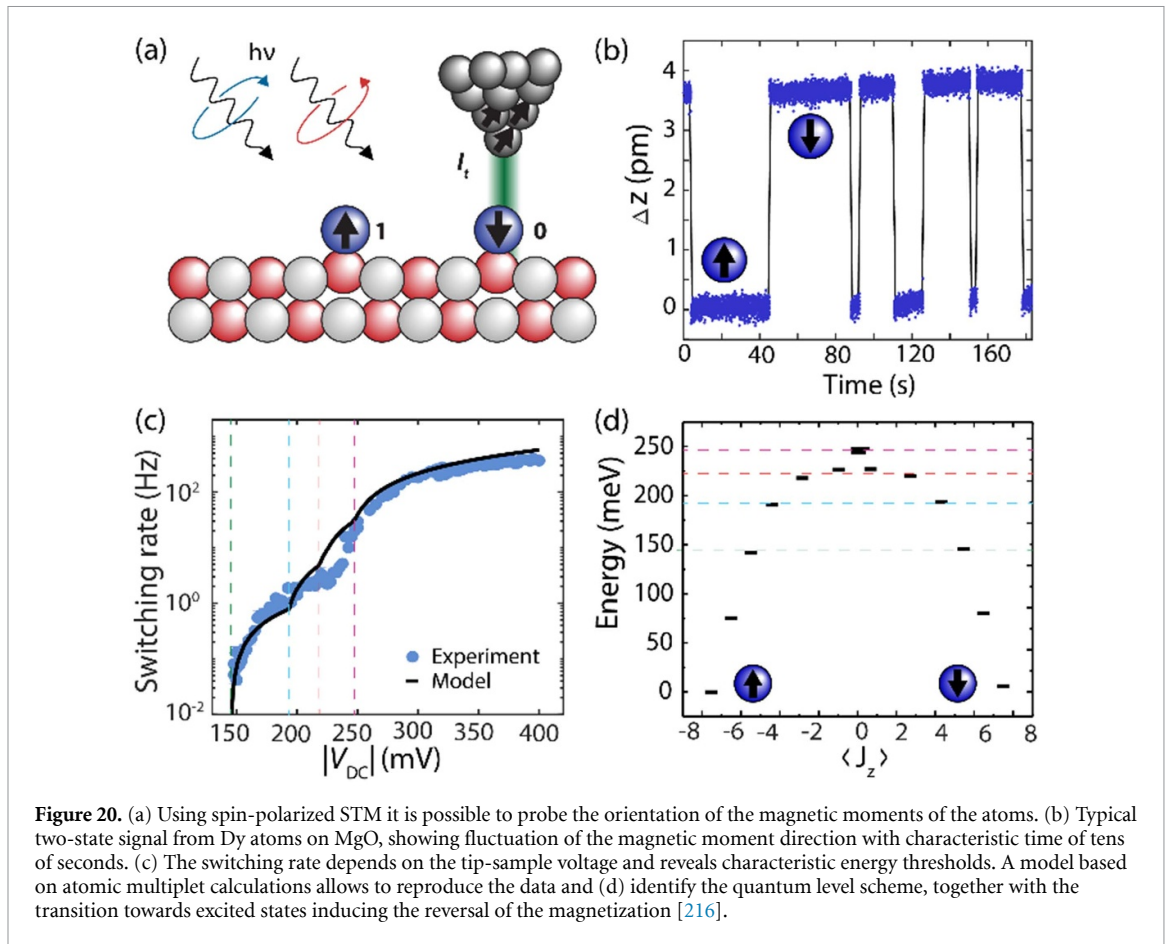 (a)
hν
I_t
1
0
(b)
4
3
2
1
0
Δz (pm)
0 40 80 120 160
Time (s)
(c)
Switching rate (Hz)
10²
10⁰
10⁻²
Experiment
Model
150 200 250 300 350 400
|V_DC| (mV)
(d)
Energy (meV)
250
200
150
100
50
0
-8 -6 -4 -2 0 2 4 6 8
⟨J_z⟩
Figure 20. (a) Using spin-polarized STM it is possible to probe the orientation of the magnetic moments of the atoms. (b) Typical
two-state signal from Dy atoms on MgO, showing fluctuation of the magnetic moment direction with characteristic time of tens
of seconds. (c) The switching rate depends on the tip-sample voltage and reveals characteristic energy thresholds. A model based
on atomic multiplet calculations allows to reproduce the data and (d) identify the quantum level scheme, together with the
transition towards excited states inducing the reversal of the magnetization [216].